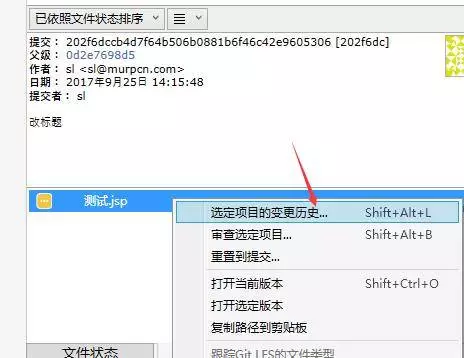 已依照文件状态排序
提交： 202f6dccb4d7f64b506b0881b6f46c42e9605306 [202f6dc]
父级： 0d2e7698d5
作者： sl <sl@murpcn.com>
日期： 2017年9月25日 14:15:48
提交者： sl
改标题
测试.jsp
选定项目的变更历史... Shift+Alt+L
审查选定项目... Shift+Alt+B
重置到提交...
打开当前版本 Shift+Ctrl+O
打开选定版本
复制路径到剪贴板
文件状态
跟踪Git LFS的文件类型